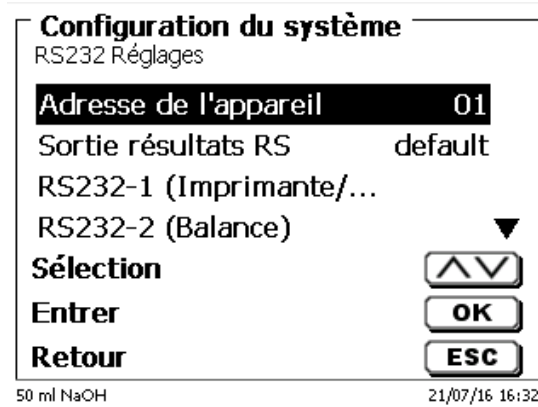 Configuration du système
RS232 Réglages
Adresse de l'appareil 01
Sortie résultats RS default
RS232-1 (Imprimante/...
RS232-2 (Balance)
Sélection
Entrer OK
Retour ESC
50 ml NaOH 21/07/16 16:32